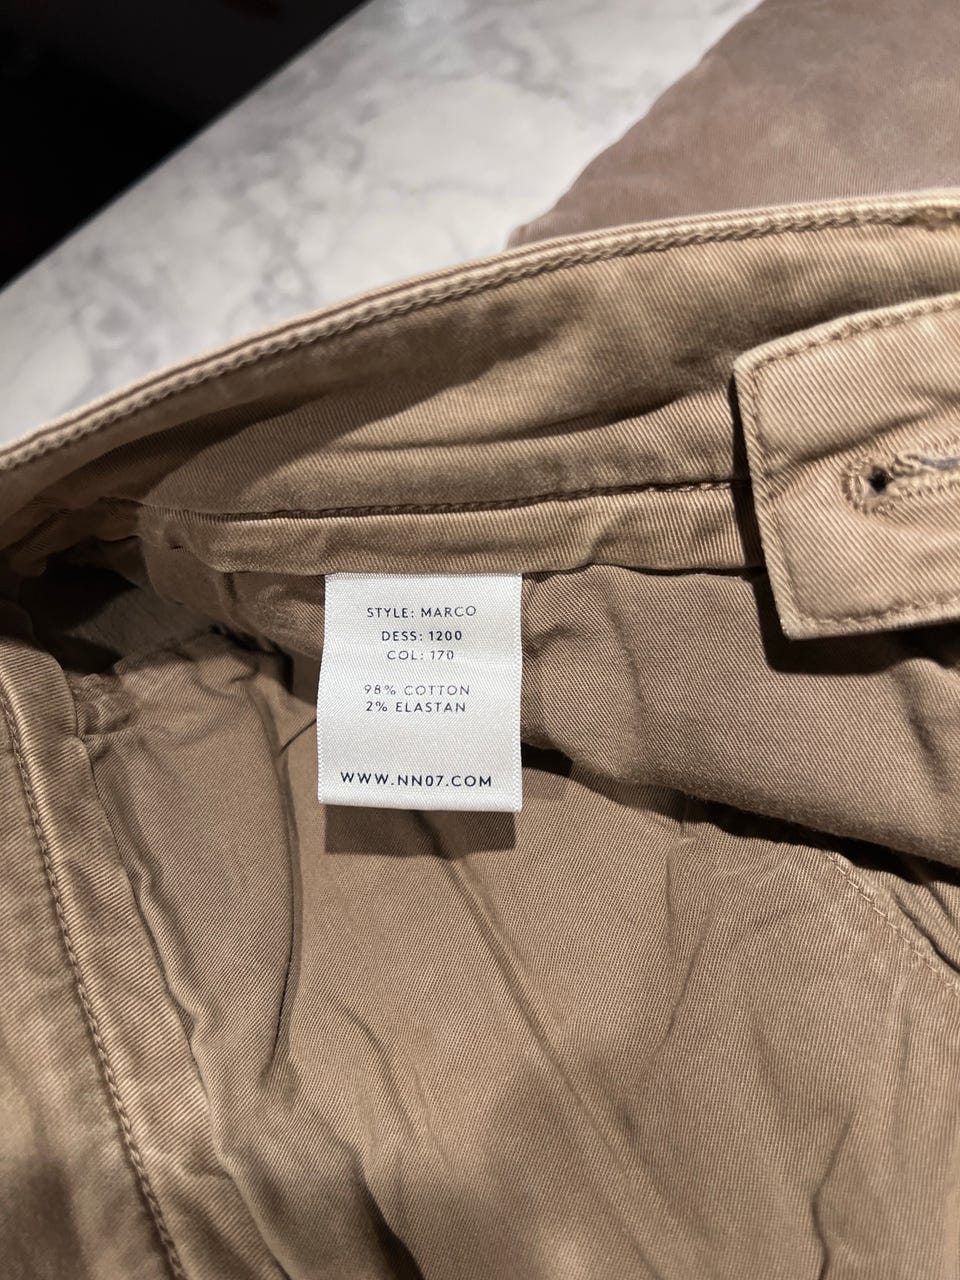 STYLE: MARCO
DESS: 1200
COL: 170
98% COTTON
2% ELASTAN
WWW.NN07.COM